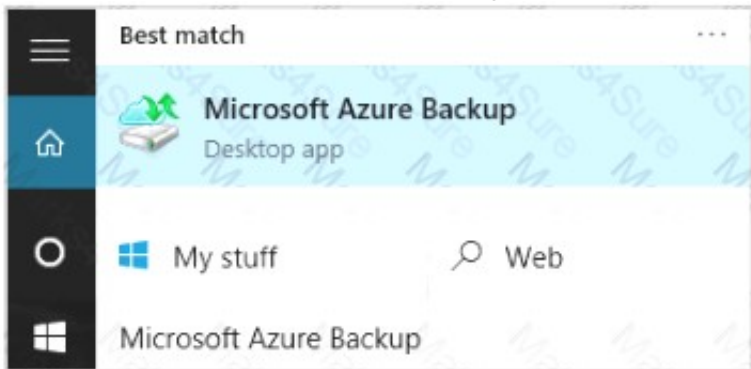 Best match
...
Microsoft Azure Backup
Desktop app
My stuff
Web
Microsoft Azure Backup